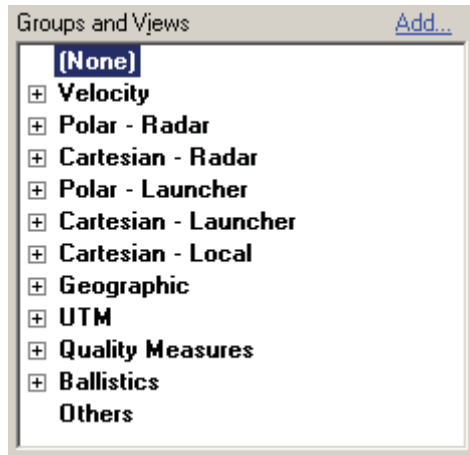 Groups and Views Add...
(None)
Velocity
Polar - Radar
Cartesian - Radar
Polar - Launcher
Cartesian - Launcher
Cartesian - Local
Geographic
UTM
Quality Measures
Ballistics
Others